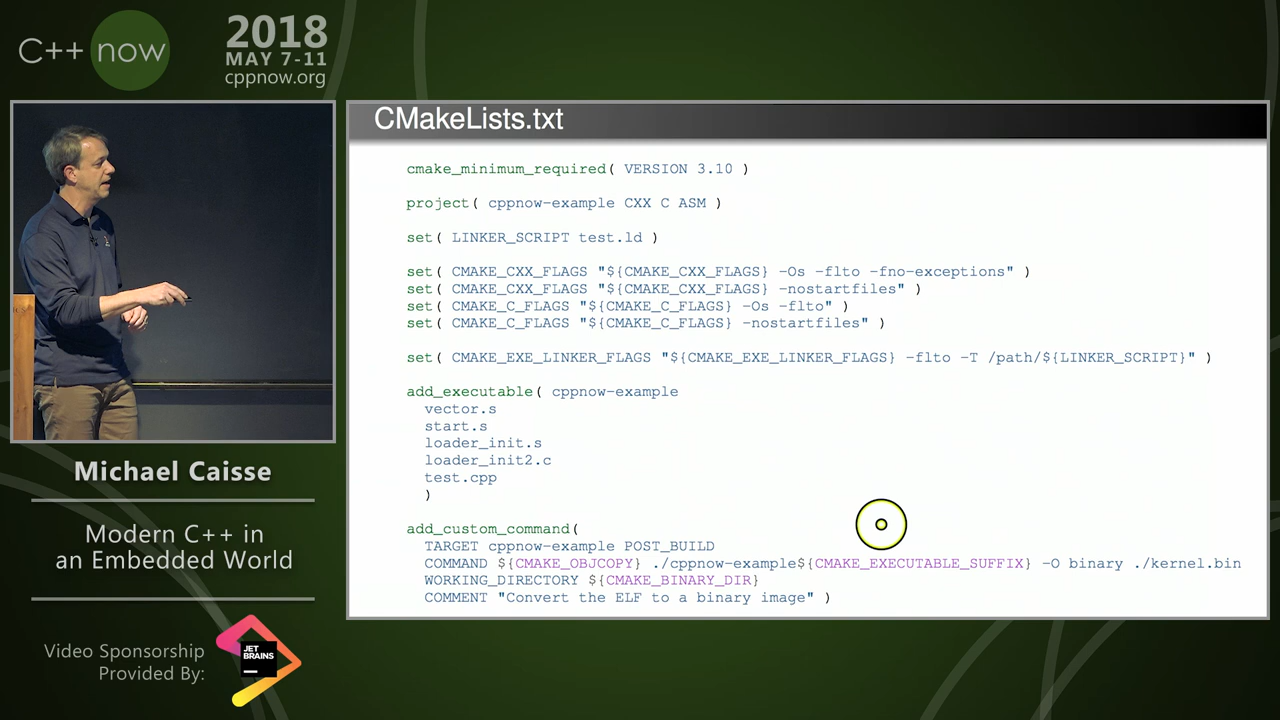 C++ now
2018
MAY 7-11
cppnow.org
CMakeLists.txt
cmake_minimum_required( VERSION 3.10 )
project( cppnow-example CXX C ASM )
set( LINKER_SCRIPT test.ld )
set( CMAKE_CXX_FLAGS "${CMAKE_CXX_FLAGS} -Os -flto -fno-exceptions" )
set( CMAKE_CXX_FLAGS "${CMAKE_CXX_FLAGS} -nostartfiles" )
set( CMAKE_C_FLAGS "${CMAKE_C_FLAGS} -Os -flto" )
set( CMAKE_C_FLAGS "${CMAKE_C_FLAGS} -nostartfiles" )
set( CMAKE_EXE_LINKER_FLAGS "${CMAKE_EXE_LINKER_FLAGS} -flto -T /path/${LINKER_SCRIPT}" )
add_executable( cppnow-example
vector.s
start.s
loader_init.s
loader_init2.c
test.cpp
)
add_custom_command(
TARGET cppnow-example POST_BUILD
COMMAND ${CMAKE_OBJCOPY} ./cppnow-example${CMAKE_EXECUTABLE_SUFFIX} -O binary ./kernel.bin
WORKING_DIRECTORY ${CMAKE_BINARY_DIR}
COMMENT "Convert the ELF to a binary image" )
Michael Caisse
Modern C++ in
an Embedded World
Video Sponsorship
Provided By:
JET
BRAINS